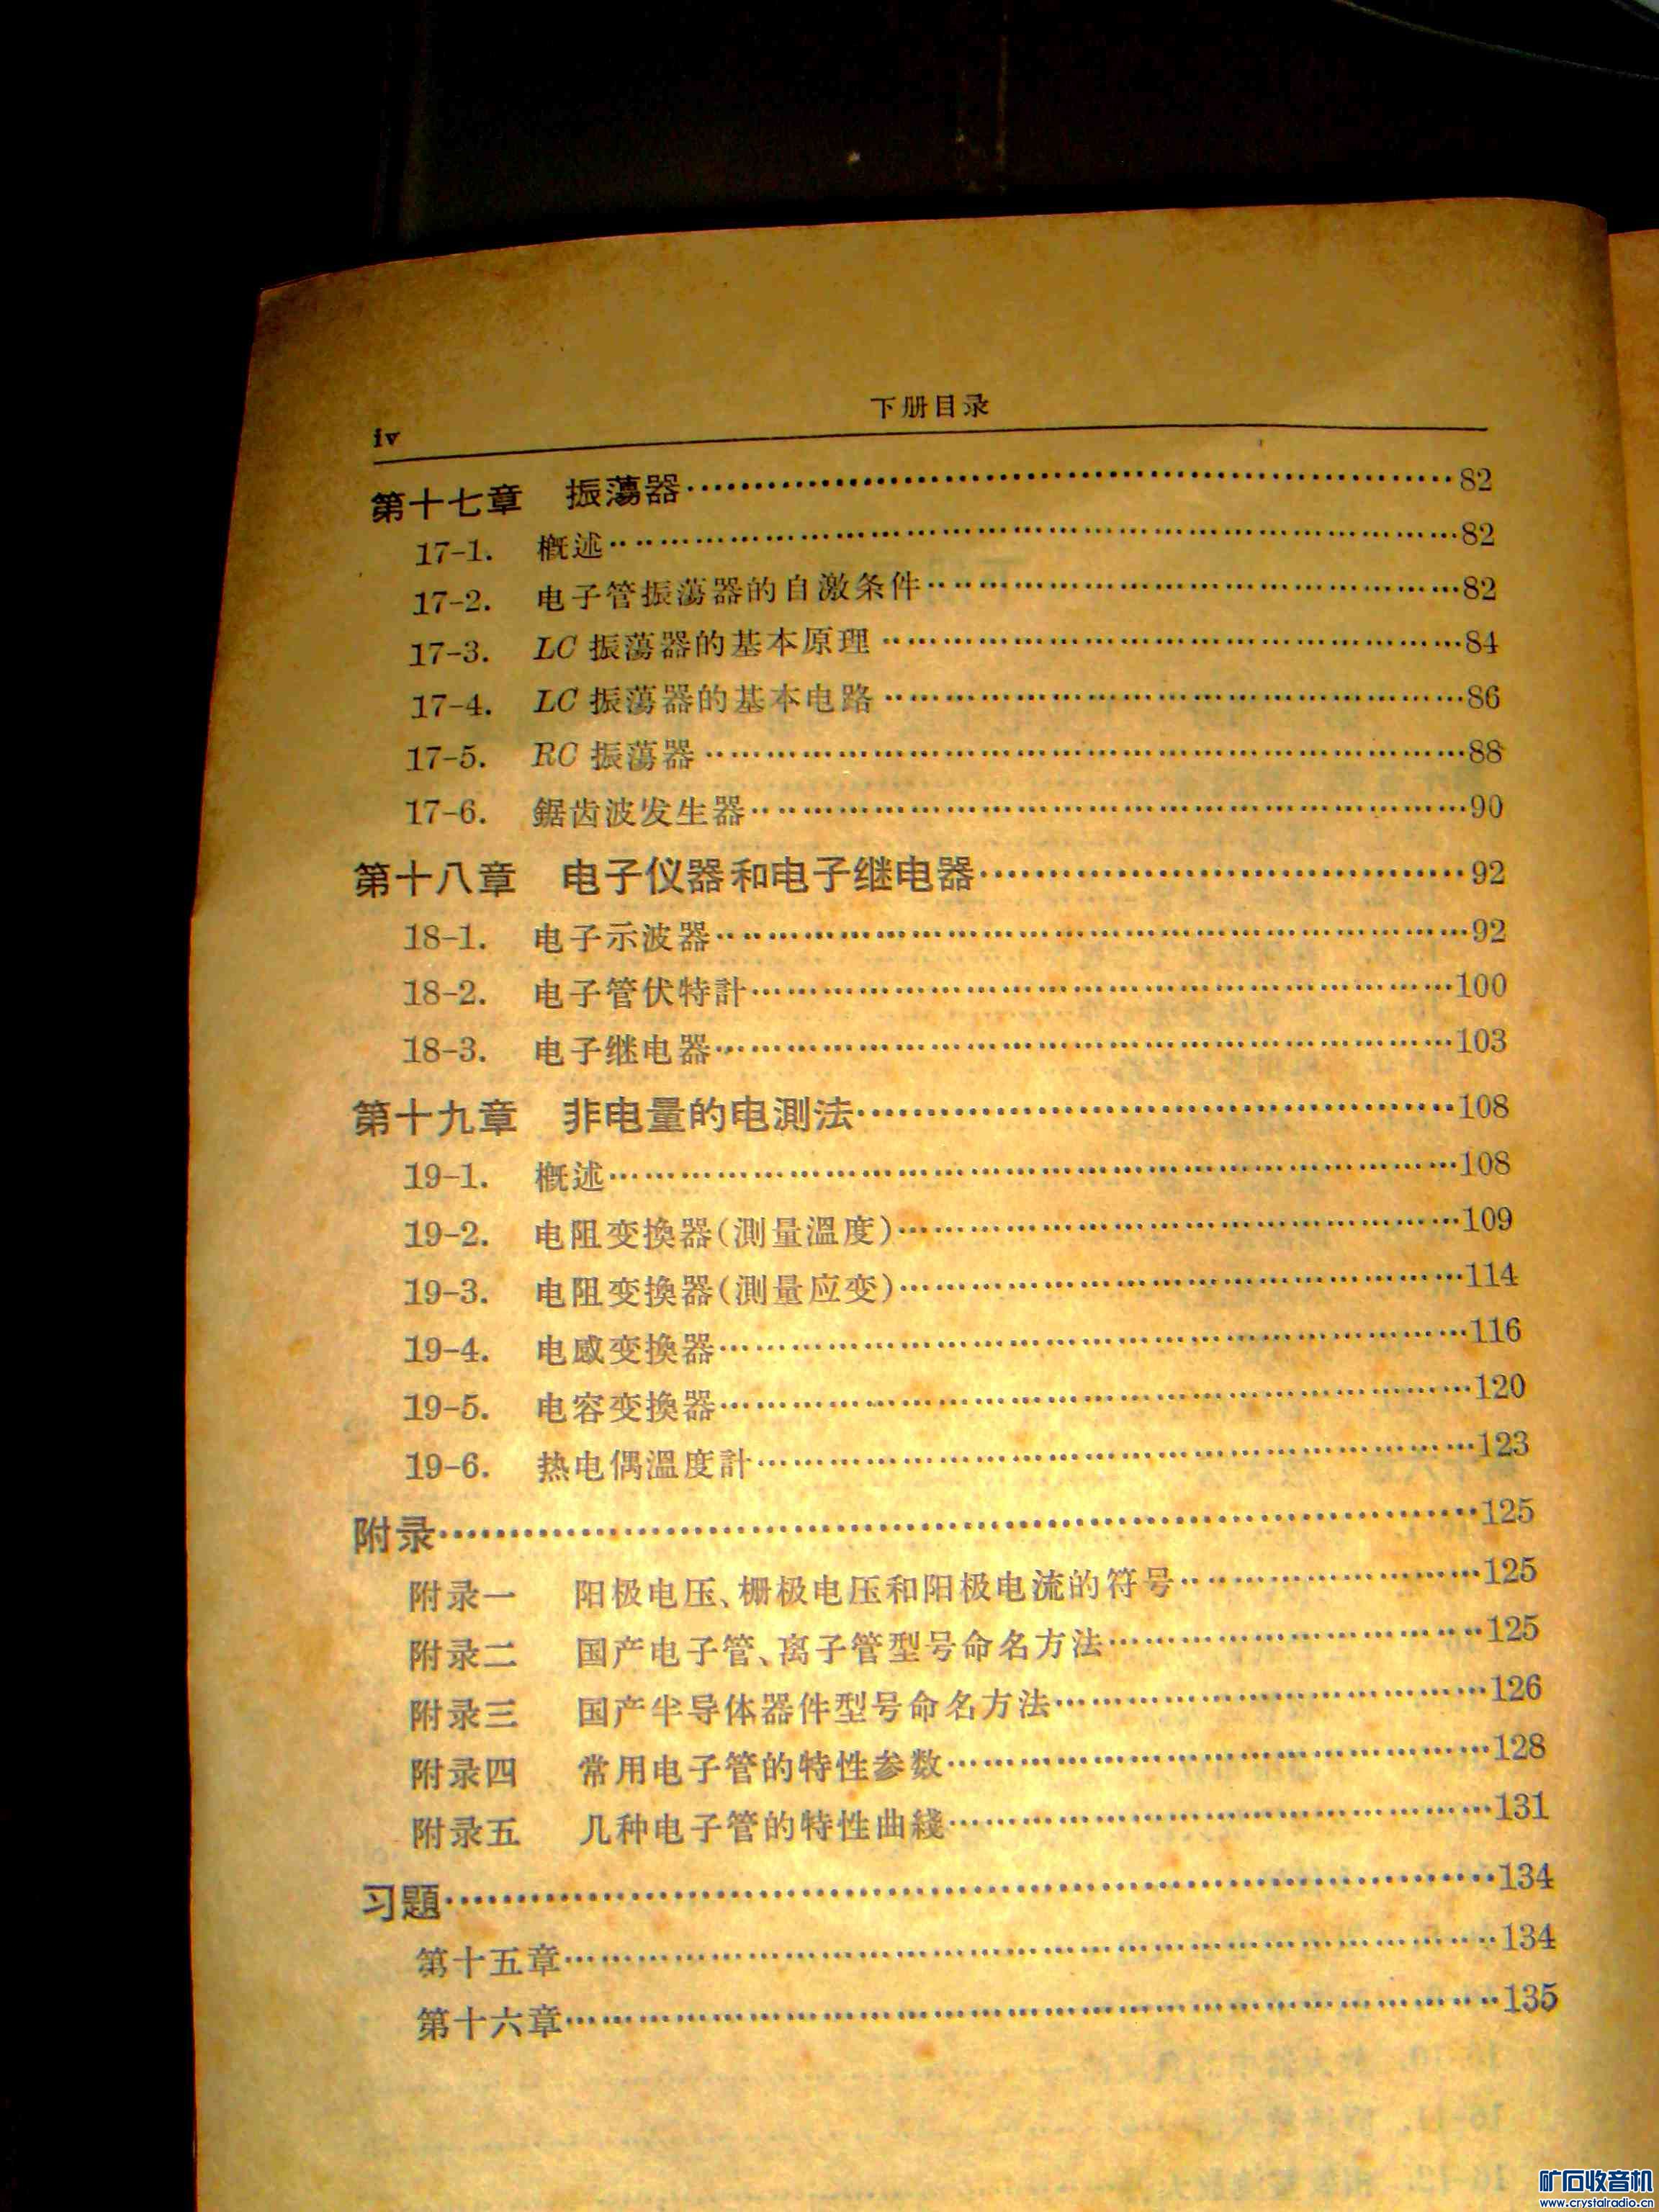 下册目录
iv
第十七章 振蕩器……82
17-1. 概述……82
17-2. 电子管振蕩器的自激条件……82
17-3. LC 振蕩器的基本原理……84
17-4. LC 振蕩器的基本电路……86
17-5. RC 振蕩器……88
17-6. 鋸齿波发生器……90
第十八章 电子仪器和电子继电器……92
18-1. 电子示波器……92
18-2. 电子管伏特計……100
18-3. 电子继电器……103
第十九章 非电量的电測法……108
19-1. 概述……108
19-2. 电阻变換器(測量溫度)……109
19-3. 电阻变換器(測量应变)……114
19-4. 电感变換器……116
19-5. 电容变換器……120
19-6. 热电偶溫度計……123
附录……125
附录一 阳极电压、栅极电压和阳极电流的符号……125
附录二 国产电子管、离子管型号命名方法……125
附录三 国产半导体器件型号命名方法……126
附录四 常用电子管的特性参数……128
附录五 几种电子管的特性曲綫……131
习題……134
第十五章……134
第十六章……135
矿石收音机
www.crystalradio.cn